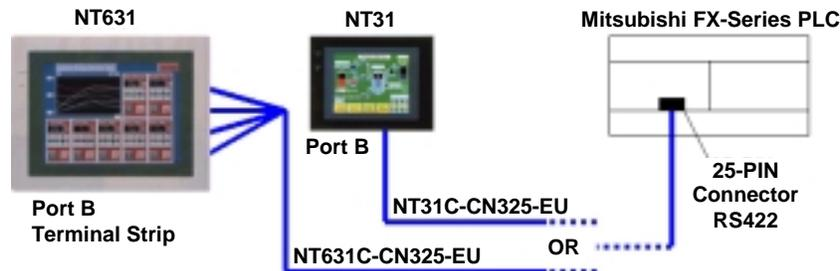 NT631
NT31
Mitsubishi FX-Series PLC
Port B
25-PIN
Connector
RS422
Port B
Terminal Strip
NT31C-CN325-EU
NT631C-CN325-EU
OR